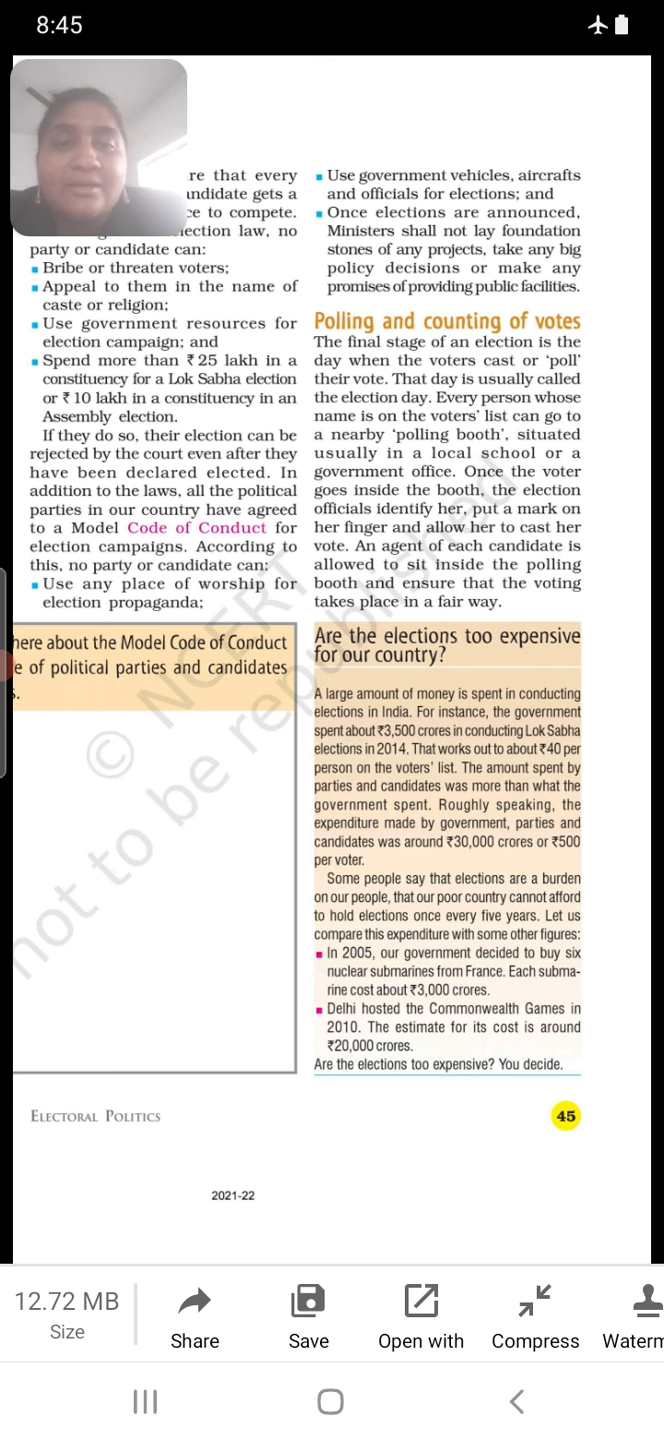 8:45
re that every
ndidate gets a
ce to compete.
lection law, no
party or candidate can:
▪ Bribe or threaten voters;
▪ Appeal to them in the name of
caste or religion;
▪ Use government resources for
election campaign; and
▪ Spend more than ₹ 25 lakh in a
constituency for a Lok Sabha election
or ₹ 10 lakh in a constituency in an
Assembly election.
If they do so, their election can be
rejected by the court even after they
have been declared elected. In
addition to the laws, all the political
parties in our country have agreed
to a Model Code of Conduct for
election campaigns. According to
this, no party or candidate can:
▪ Use any place of worship for
election propaganda;
▪ Use government vehicles, aircrafts
and officials for elections; and
▪ Once elections are announced,
Ministers shall not lay foundation
stones of any projects, take any big
policy decisions or make any
promises of providing public facilities.
Polling and counting of votes
The final stage of an election is the
day when the voters cast or ‘poll’
their vote. That day is usually called
the election day. Every person whose
name is on the voters’ list can go to
a nearby ‘polling booth’, situated
usually in a local school or a
government office. Once the voter
goes inside the booth, the election
officials identify her, put a mark on
her finger and allow her to cast her
vote. An agent of each candidate is
allowed to sit inside the polling
booth and ensure that the voting
takes place in a fair way.
here about the Model Code of Conduct
e of political parties and candidates
s.
Are the elections too expensive
for our country?
A large amount of money is spent in conducting
elections in India. For instance, the government
spent about ₹3,500 crores in conducting Lok Sabha
elections in 2014. That works out to about ₹40 per
person on the voters’ list. The amount spent by
parties and candidates was more than what the
government spent. Roughly speaking, the
expenditure made by government, parties and
candidates was around ₹30,000 crores or ₹500
per voter.
Some people say that elections are a burden
on our people, that our poor country cannot afford
to hold elections once every five years. Let us
compare this expenditure with some other figures:
▪ In 2005, our government decided to buy six
nuclear submarines from France. Each subma-
rine cost about ₹3,000 crores.
▪ Delhi hosted the Commonwealth Games in
2010. The estimate for its cost is around
₹20,000 crores.
Are the elections too expensive? You decide.
© NCERT
not to be republished
ELECTORAL POLITICS
45
2021-22
12.72 MB
Size
Share
Save
Open with
Compress
Waterm